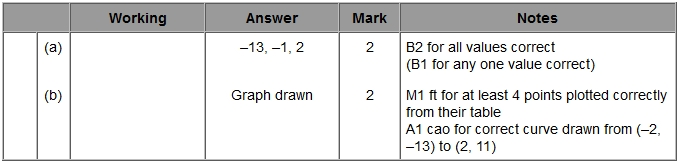 Working Answer Mark Notes
(a) –13, –1, 2 2 B2 for all values correct
(B1 for any one value correct)
(b) Graph drawn 2 M1 ft for at least 4 points plotted correctly
from their table
A1 cao for correct curve drawn from (–2,
–13) to (2, 11)